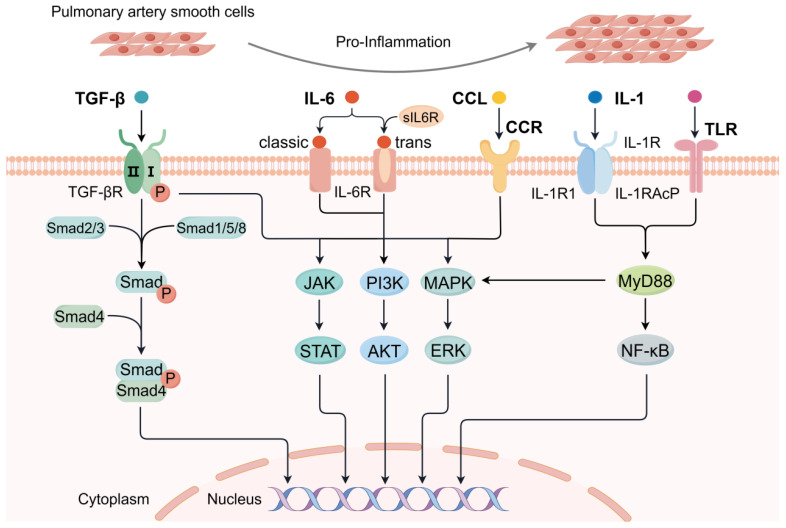 Pulmonary artery smooth cells
Pro-Inflammation
TGF-β
IL-6
sIL6R
CCL
IL-1
classic
trans
CCR
IL-1R
TLR
II
I
P
TGF-βR
IL-6R
IL-1R1
IL-1RAcP
Smad2/3
Smad1/5/8
Smad
P
JAK
PI3K
MAPK
MyD88
Smad4
STAT
AKT
ERK
NF-κB
Smad
P
Smad4
Cytoplasm
Nucleus